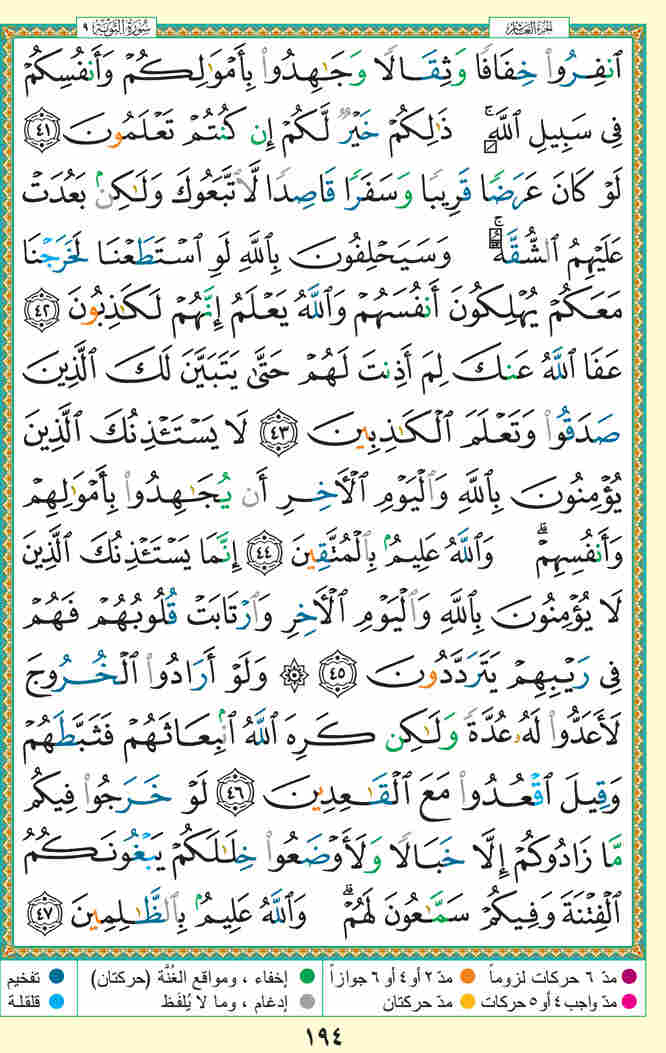 سُورَةُ التَّوْبَةِ ٩
الجزء العاشر
ٱنفِرُوا۟ خِفَافًا وَثِقَالًا وَجَـٰهِدُوا۟ بِأَمْوَٰلِكُمْ وَأَنفُسِكُمْ
فِى سَبِيلِ ٱللَّهِ ۚ ذَٰلِكُمْ خَيْرٌ لَّكُمْ إِن كُنتُمْ تَعْلَمُونَ ٤١
لَوْ كَانَ عَرَضًا قَرِيبًا وَسَفَرًا قَاصِدًا لَّٱتَّبَعُوكَ وَلَـٰكِنۢ بَعُدَتْ
عَلَيْهِمُ ٱلشُّقَّةُ ۚ وَسَيَحْلِفُونَ بِٱللَّهِ لَوِ ٱسْتَطَعْنَا لَخَرَجْنَا
مَعَكُمْ يُهْلِكُونَ أَنفُسَهُمْ وَٱللَّهُ يَعْلَمُ إِنَّهُمْ لَكَـٰذِبُونَ ٤٢
عَفَا ٱللَّهُ عَنكَ لِمَ أَذِنتَ لَهُمْ حَتَّىٰ يَتَبَيَّنَ لَكَ ٱلَّذِينَ
صَدَقُوا۟ وَتَعْلَمَ ٱلْكَـٰذِبِينَ ٤٣ لَا يَسْتَـْٔذِنُكَ ٱلَّذِينَ
يُؤْمِنُونَ بِٱللَّهِ وَٱلْيَوْمِ ٱلْـَٔاخِرِ أَن يُجَـٰهِدُوا۟ بِأَمْوَٰلِهِمْ
وَأَنفُسِهِمْ ۗ وَٱللَّهُ عَلِيمٌۢ بِٱلْمُتَّقِينَ ٤٤ إِنَّمَا يَسْتَـْٔذِنُكَ ٱلَّذِينَ
لَا يُؤْمِنُونَ بِٱللَّهِ وَٱلْيَوْمِ ٱلْـَٔاخِرِ وَٱرْتَابَتْ قُلُوبُهُمْ فَهُمْ
فِى رَيْبِهِمْ يَتَرَدَّدُونَ ٤٥ ۞ وَلَوْ أَرَادُوا۟ ٱلْخُرُوجَ
لَأَعَدُّوا۟ لَهُۥ عُدَّةً وَلَـٰكِن كَرِهَ ٱللَّهُ ٱنۢبِعَاثَهُمْ فَثَبَّطَهُمْ
وَقِيلَ ٱقْعُدُوا۟ مَعَ ٱلْقَـٰعِدِينَ ٤٦ لَوْ خَرَجُوا۟ فِيكُم
مَّا زَادُوكُمْ إِلَّا خَبَالًا وَلَأَوْضَعُوا۟ خِلَـٰلَكُمْ يَبْغُونَكُمُ
ٱلْفِتْنَةَ وَفِيكُمْ سَمَّـٰعُونَ لَهُمْ ۗ وَٱللَّهُ عَلِيمٌۢ بِٱلظَّـٰلِمِينَ ٤٧
مدّ ٦ حركات لزوماً مدّ ٢ أو ٤ أو ٦ جوازاً إخفاء ، ومواقع الغُنَّة (حركتان) تفخيم
مدّ واجب ٤ أو ٥ حركات مدّ حركتان إدغام ، وما لا يُلفَظ قلقلة
١٩٤